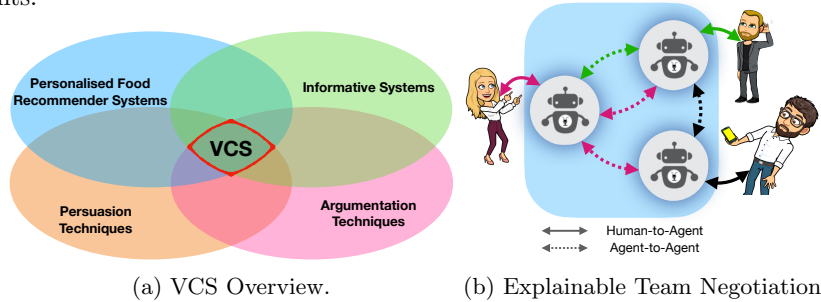 Personalised Food
Recommender Systems
Informative Systems
VCS
Persuasion
Techniques
Argumentation
Techniques
Human-to-Agent
Agent-to-Agent
(a) VCS Overview.
(b) Explainable Team Negotiation